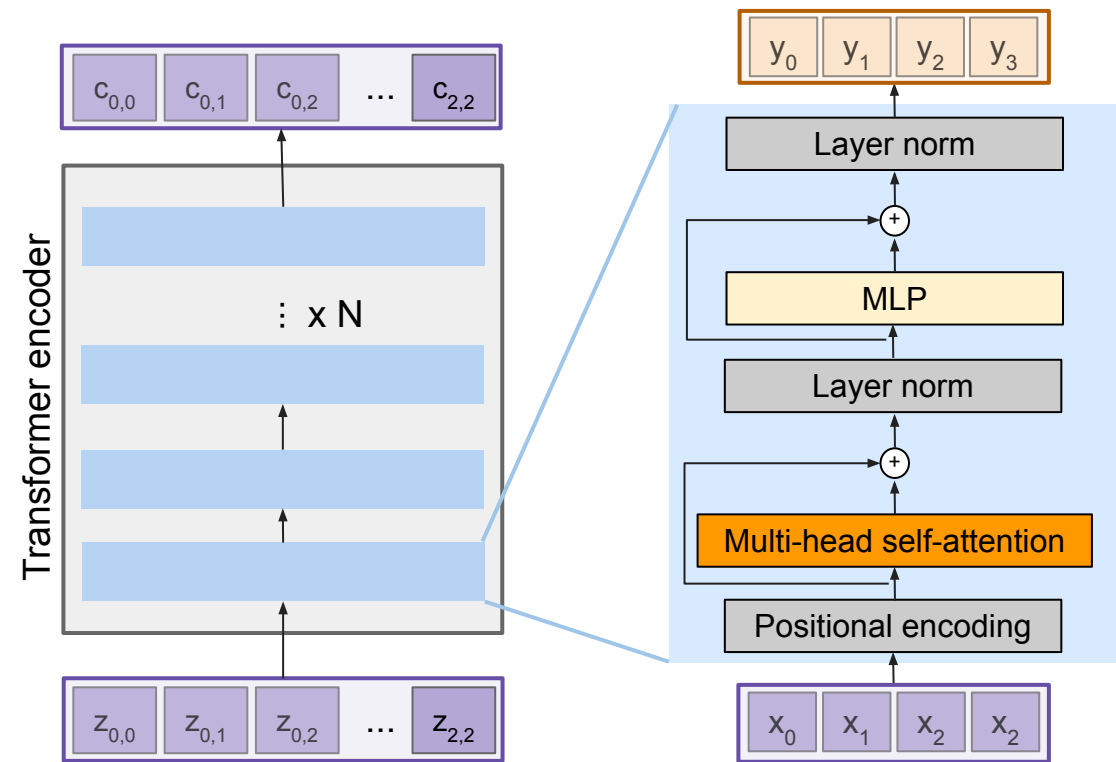 c0,0 c0,1 c0,2 ... c2,2
Transformer encoder
⋮ x N
z0,0 z0,1 z0,2 ... z2,2
y0 y1 y2 y3
Layer norm
+
MLP
Layer norm
+
Multi-head self-attention
Positional encoding
x0 x1 x2 x2